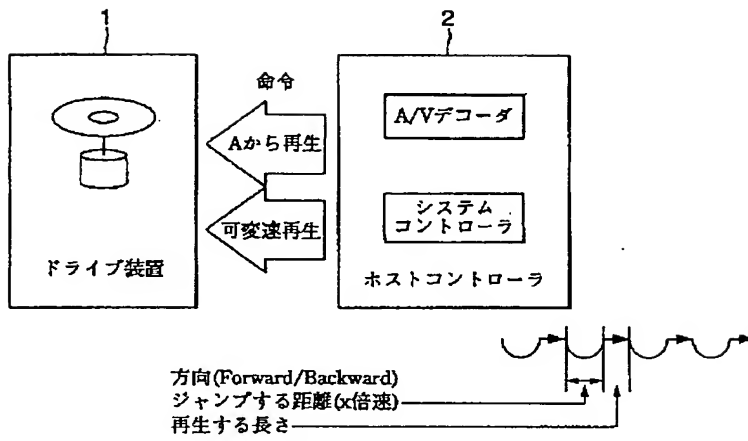 1
2
命令
Aから再生
可変速再生
ドライブ装置
A/Vデコーダ
システム
コントローラ
ホストコントローラ
方向(Forward/Backward)
ジャンプする距離(x倍速)
再生する長さ